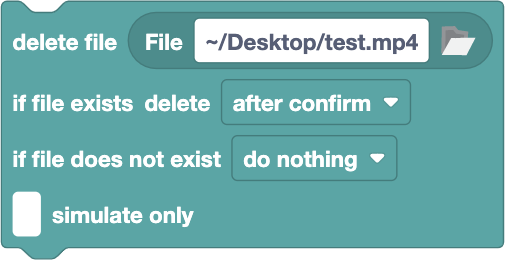 delete file File ~/Desktop/test.mp4
if file exists delete after confirm
if file does not exist do nothing
simulate only